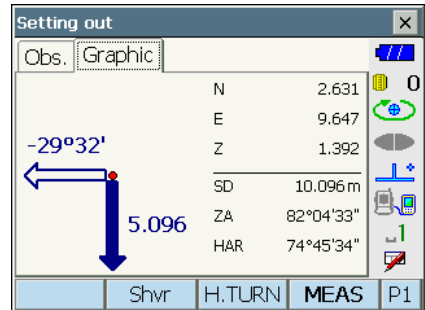 Setting out
Obs. Graphic
0
N 2.631
E 9.647
-29°32'
Z 1.392
SD 10.096 m
5.096
ZA 82°04'33"
HAR 74°45'34"
1
Shvr H.TURN MEAS P1